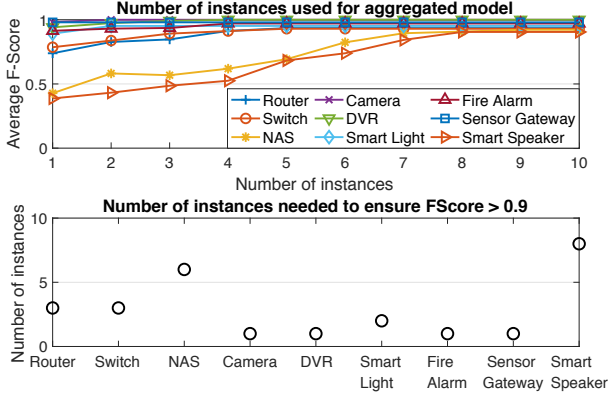 Number of instances used for aggregated model
Average F-Score
1
0.5
0
Router
Camera
Fire Alarm
Switch
DVR
Sensor Gateway
NAS
Smart Light
Smart Speaker
1 2 3 4 5 6 7 8 9 10
Number of instances
Number of instances needed to ensure FScore > 0.9
Number of instances
10
5
0
Router Switch NAS Camera DVR Smart Light Fire Alarm Sensor Gateway Smart Speaker